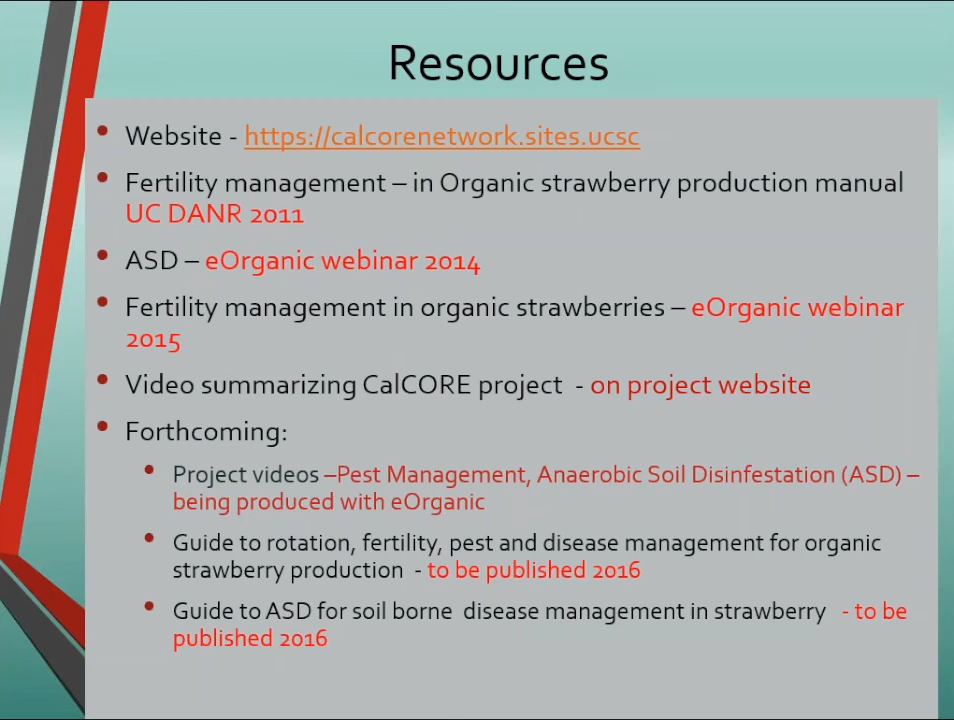 Resources
• Website - https://calcorenetwork.sites.ucsc
• Fertility management – in Organic strawberry production manual
UC DANR 2011
• ASD – eOrganic webinar 2014
• Fertility management in organic strawberries – eOrganic webinar
2015
• Video summarizing CalCORE project - on project website
• Forthcoming:
• Project videos –Pest Management, Anaerobic Soil Disinfestation (ASD) –
being produced with eOrganic
• Guide to rotation, fertility, pest and disease management for organic
strawberry production - to be published 2016
• Guide to ASD for soil borne disease management in strawberry - to be
published 2016